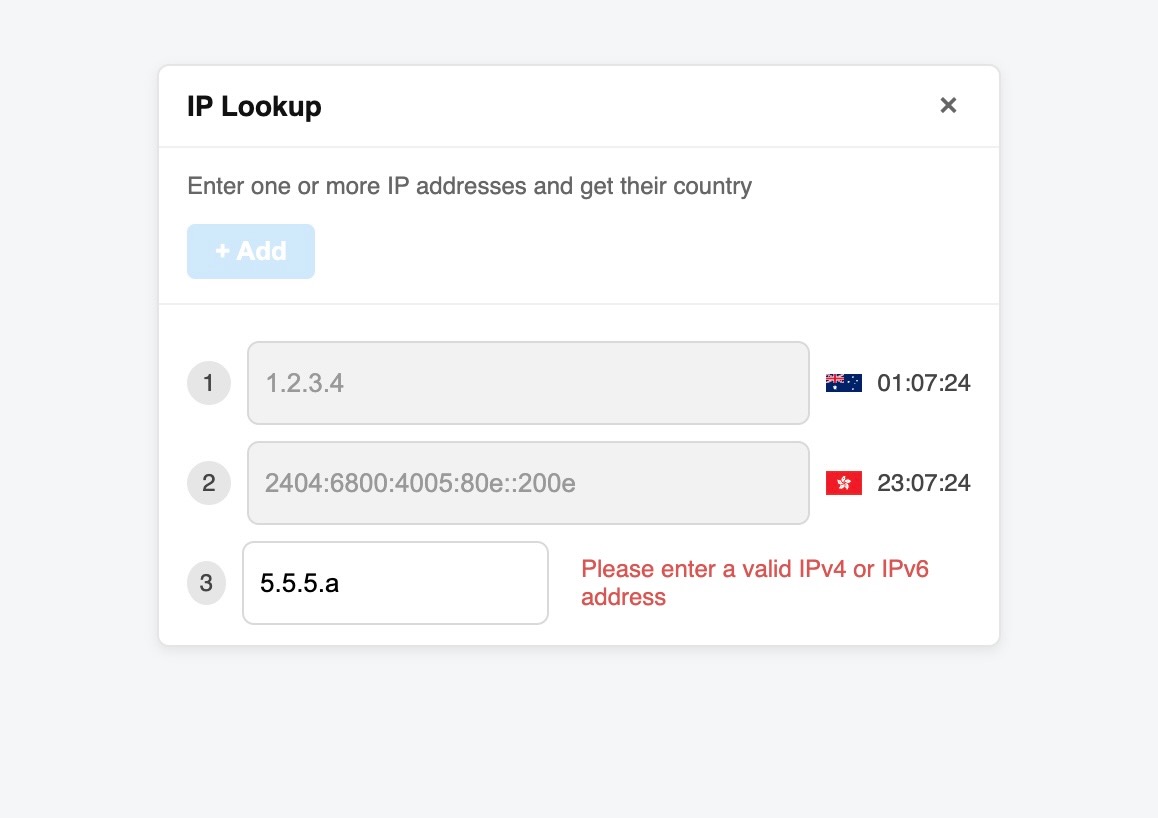 IP Lookup ×
Enter one or more IP addresses and get their country
+ Add
1 1.2.3.4 01:07:24
2 2404:6800:4005:80e::200e 23:07:24
3 5.5.5.a Please enter a valid IPv4 or IPv6
address